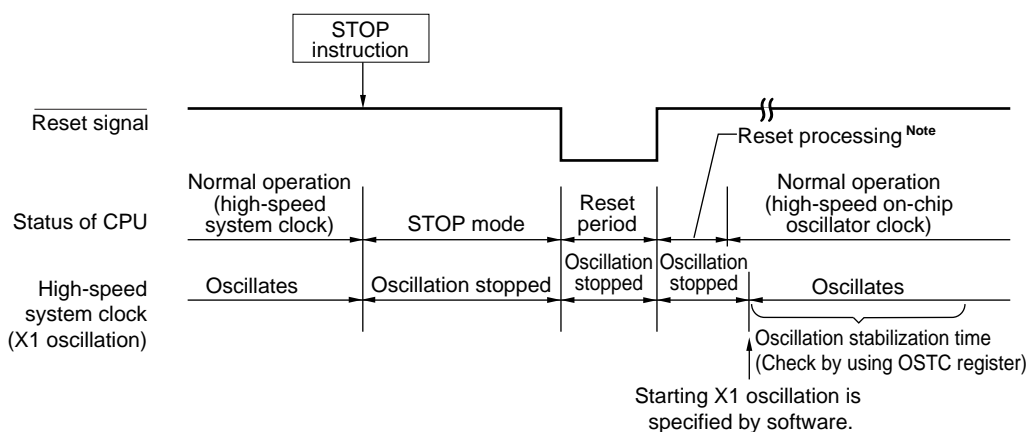 STOP
instruction
Reset signal
Reset processing Note
Status of CPU
Normal operation
(high-speed
system clock)
STOP mode
Reset
period
Normal operation
(high-speed on-chip
oscillator clock)
High-speed
system clock
(X1 oscillation)
Oscillates
Oscillation stopped
Oscillation
stopped
Oscillation
stopped
Oscillates
Oscillation stabilization time
(Check by using OSTC register)
Starting X1 oscillation is
specified by software.